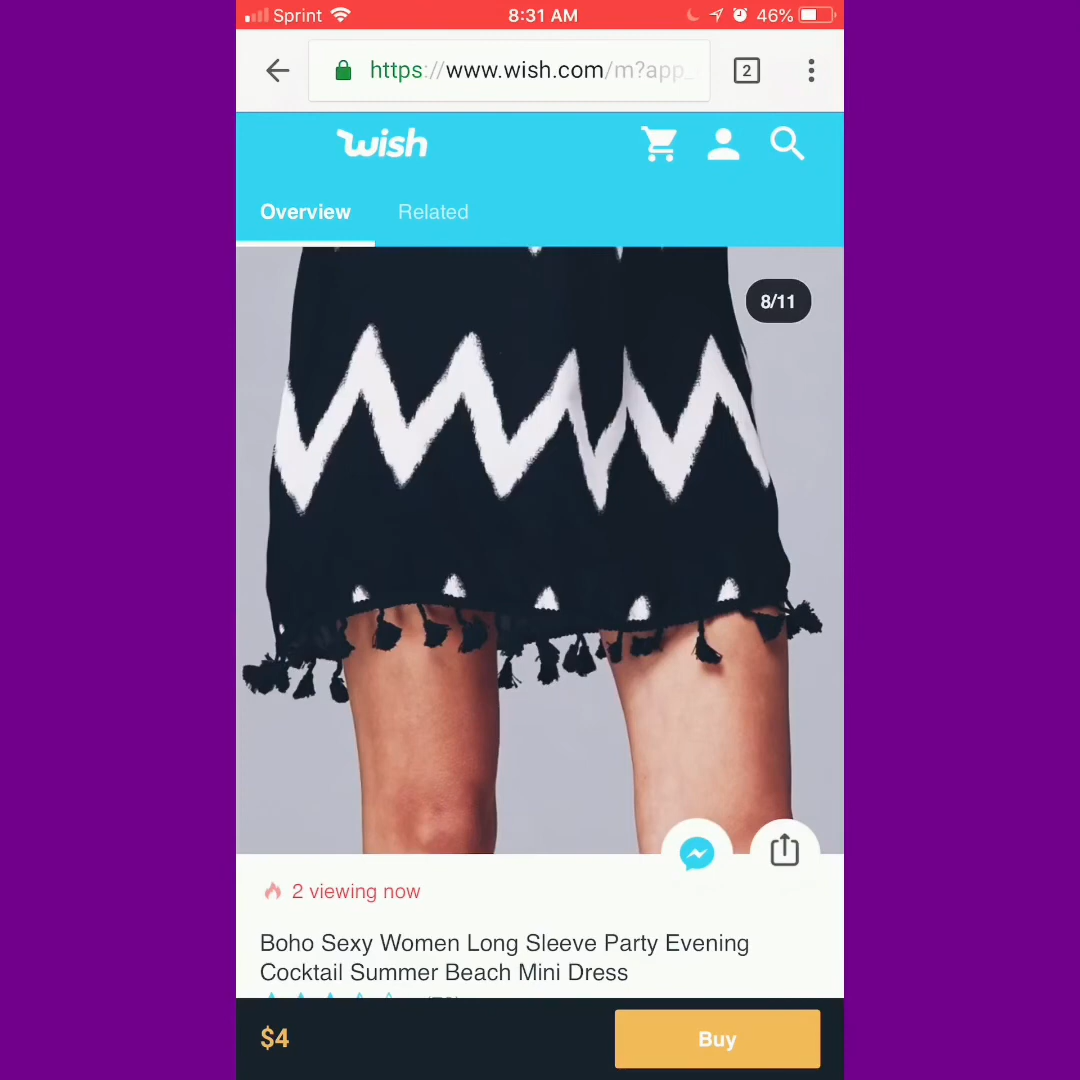 Sprint 8:31 AM 46%
https://www.wish.com/m?app_ 2
wish
Overview Related
8/11
2 viewing now
Boho Sexy Women Long Sleeve Party Evening
Cocktail Summer Beach Mini Dress
$4 Buy